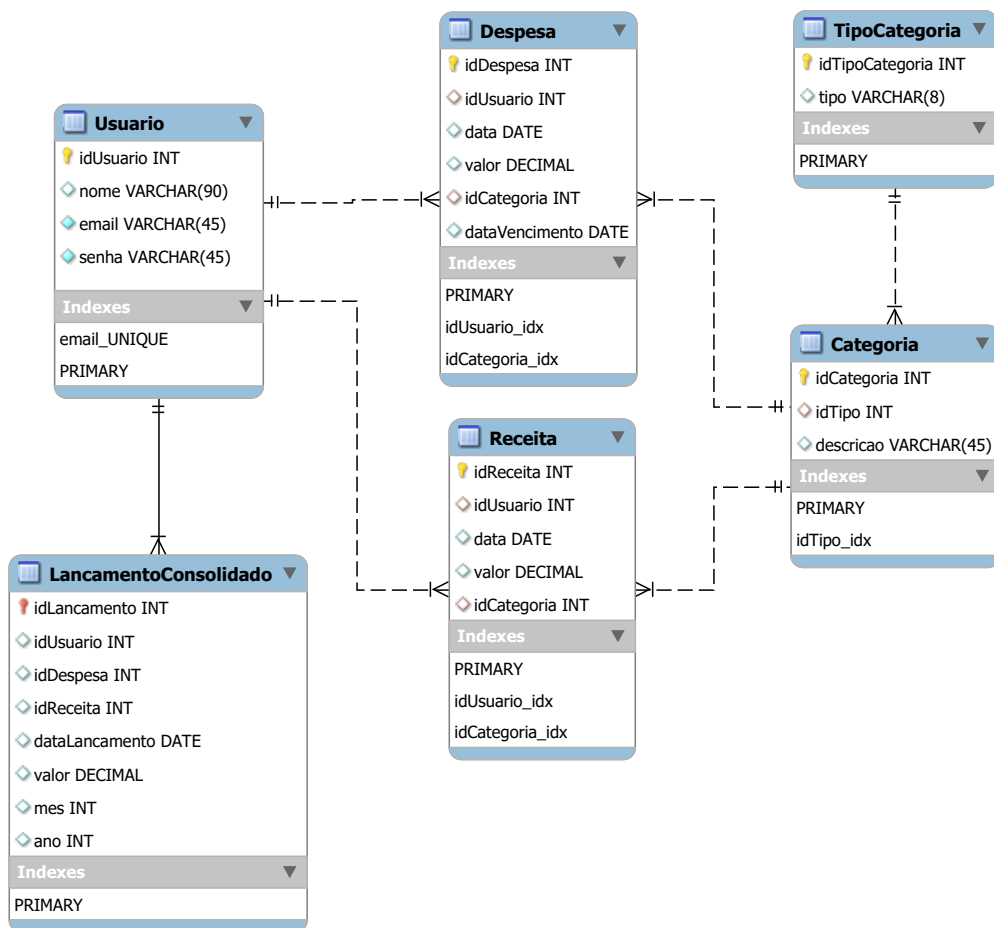 Usuario
idUsuario INT
nome VARCHAR(90)
email VARCHAR(45)
senha VARCHAR(45)
Indexes
email_UNIQUE
PRIMARY
LancamentoConsolidado
idLancamento INT
idUsuario INT
idDespesa INT
idReceita INT
dataLancamento DATE
valor DECIMAL
mes INT
ano INT
Indexes
PRIMARY
Despesa
idDespesa INT
idUsuario INT
data DATE
valor DECIMAL
idCategoria INT
dataVencimento DATE
Indexes
PRIMARY
idUsuario_idx
idCategoria_idx
Receita
idReceita INT
idUsuario INT
data DATE
valor DECIMAL
idCategoria INT
Indexes
PRIMARY
idUsuario_idx
idCategoria_idx
TipoCategoria
idTipoCategoria INT
tipo VARCHAR(8)
Indexes
PRIMARY
Categoria
idCategoria INT
idTipo INT
descricao VARCHAR(45)
Indexes
PRIMARY
idTipo_idx